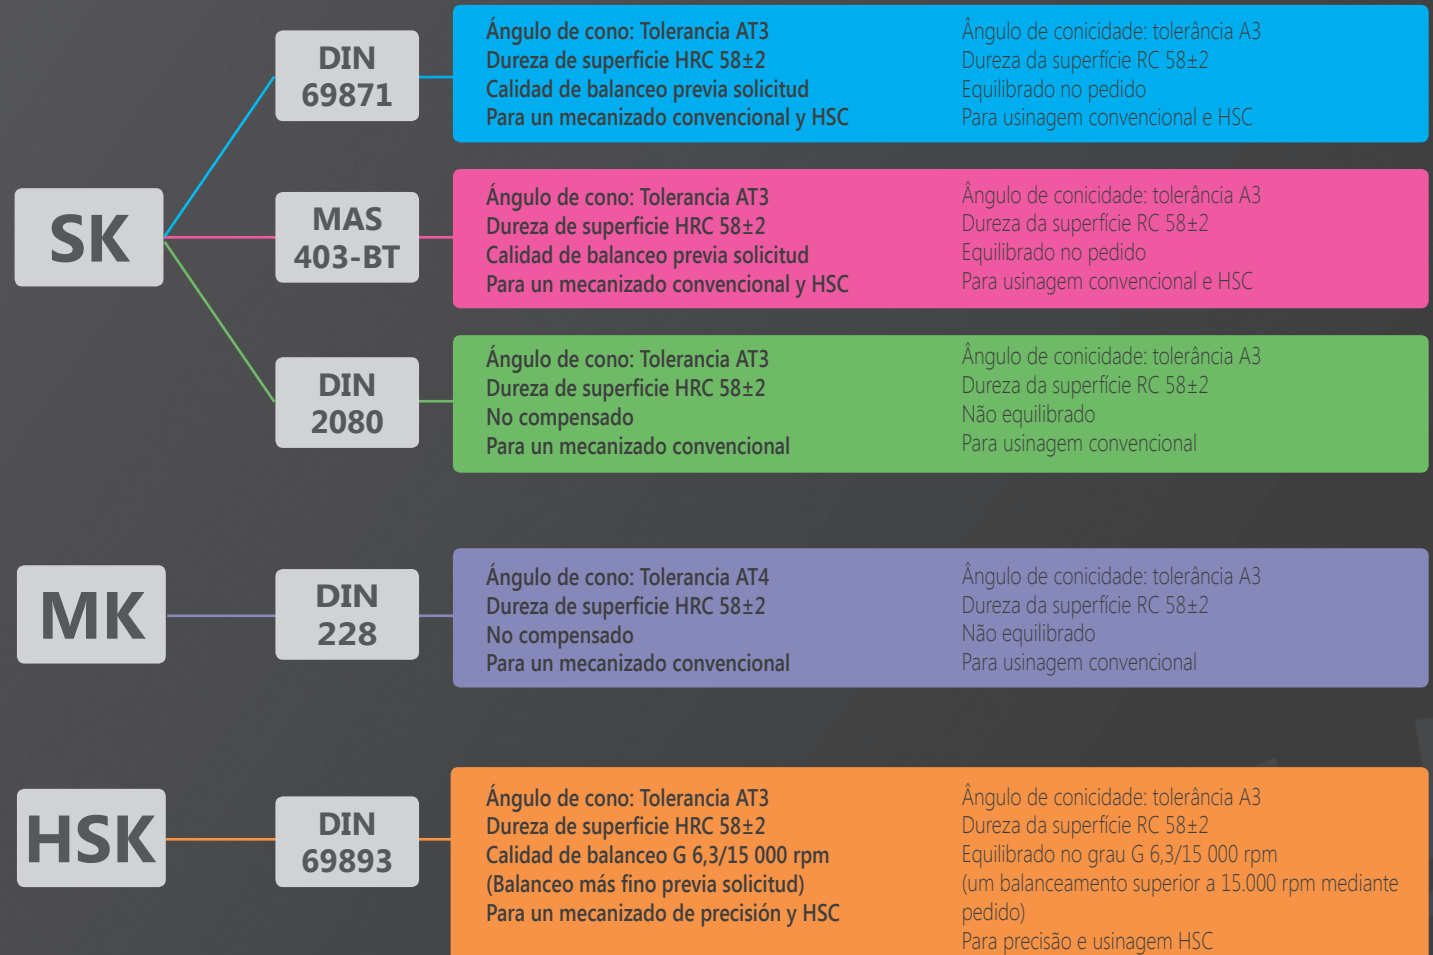 SK
DIN
69871
Ángulo de cono: Tolerancia AT3
Dureza de superficie HRC 58±2
Calidad de balanceo previa solicitud
Para un mecanizado convencional y HSC
Ângulo de conicidade: tolerância A3
Dureza da superfície RC 58±2
Equilibrado no pedido
Para usinagem convencional e HSC
MAS
403-BT
Ángulo de cono: Tolerancia AT3
Dureza de superficie HRC 58±2
Calidad de balanceo previa solicitud
Para un mecanizado convencional y HSC
Ângulo de conicidade: tolerância A3
Dureza da superfície RC 58±2
Equilibrado no pedido
Para usinagem convencional e HSC
DIN
2080
Ángulo de cono: Tolerancia AT3
Dureza de superficie HRC 58±2
No compensado
Para un mecanizado convencional
Ângulo de conicidade: tolerância A3
Dureza da superfície RC 58±2
Não equilibrado
Para usinagem convencional
MK
DIN
228
Ángulo de cono: Tolerancia AT4
Dureza de superficie HRC 58±2
No compensado
Para un mecanizado convencional
Ângulo de conicidade: tolerância A3
Dureza da superfície RC 58±2
Não equilibrado
Para usinagem convencional
HSK
DIN
69893
Ángulo de cono: Tolerancia AT3
Dureza de superficie HRC 58±2
Calidad de balanceo G 6,3/15 000 rpm
(Balanceo más fino previa solicitud)
Para un mecanizado de precisión y HSC
Ângulo de conicidade: tolerância A3
Dureza da superfície RC 58±2
Equilibrado no grau G 6,3/15 000 rpm
(um balanceamento superior a 15.000 rpm mediante
pedido)
Para precisão e usinagem HSC